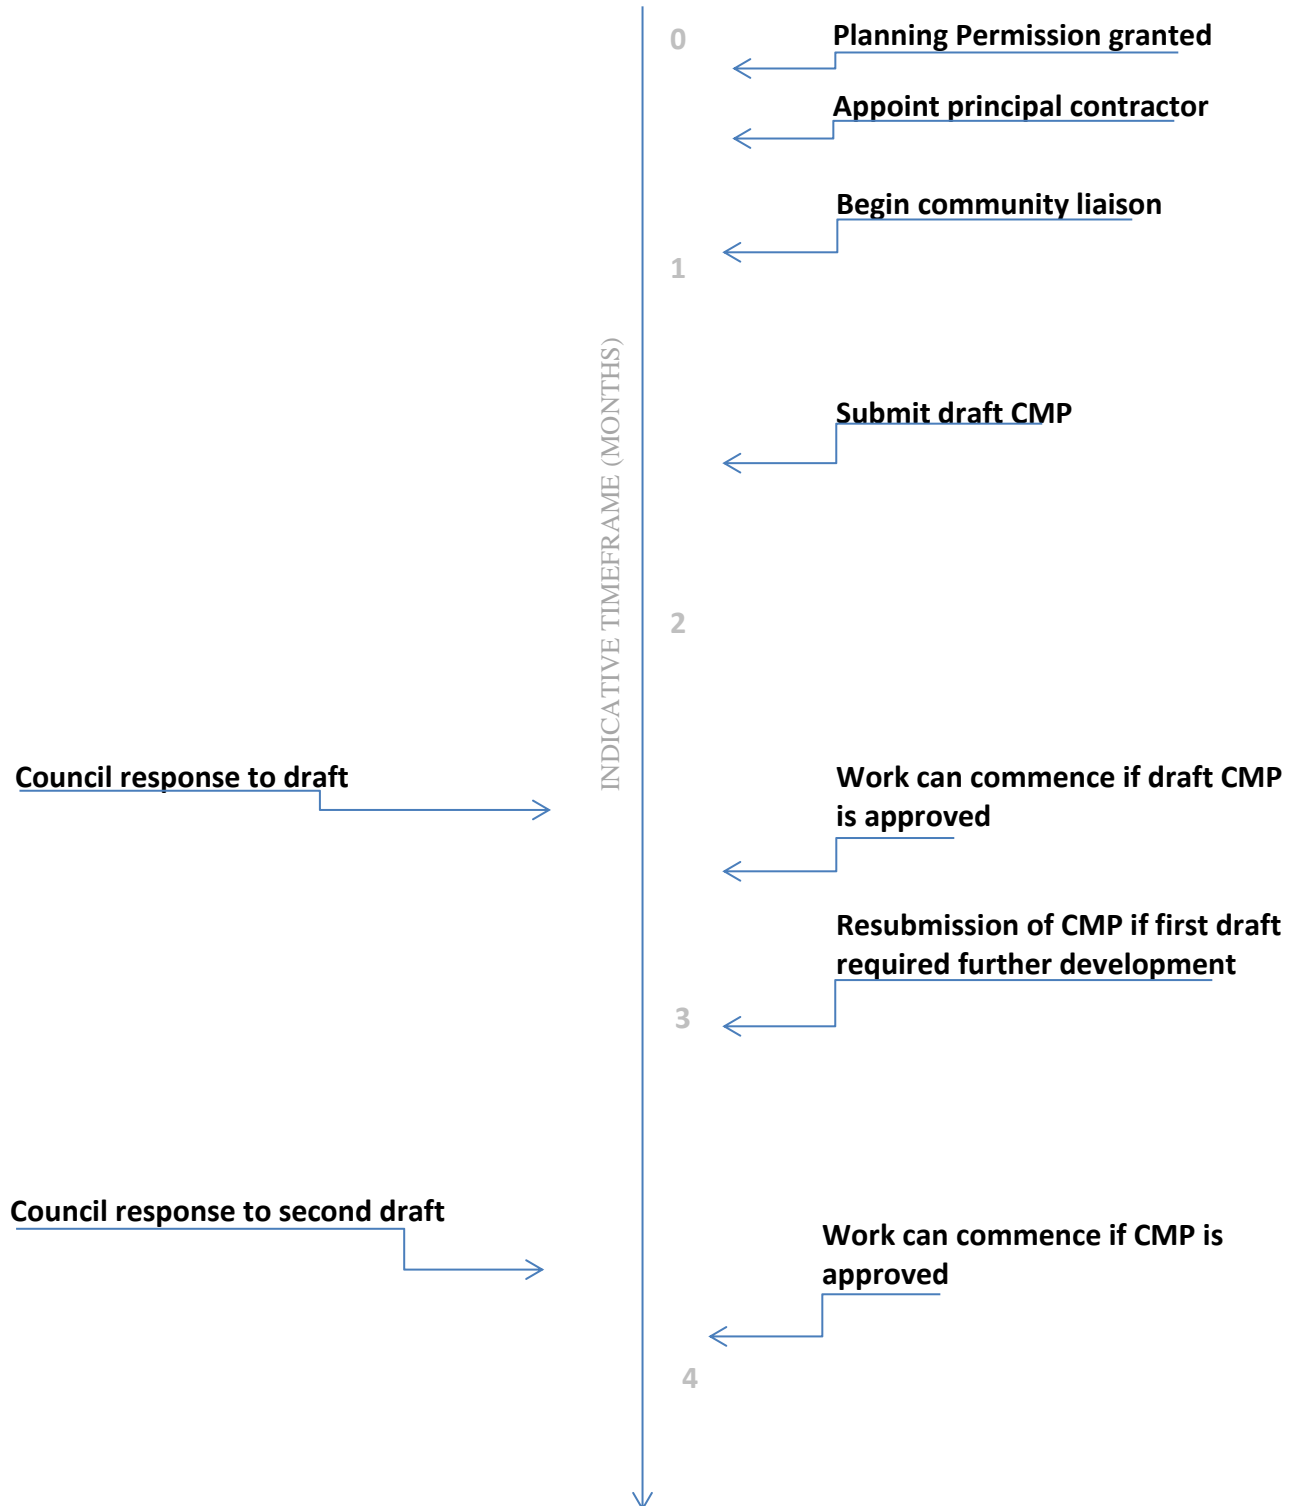 0
Planning Permission granted
Appoint principal contractor
Begin community liaison
1
INDICATIVE TIMEFRAME (MONTHS)
Submit draft CMP
2
Council response to draft
Work can commence if draft CMP
is approved
Resubmission of CMP if first draft
required further development
3
Council response to second draft
Work can commence if CMP is
approved
4